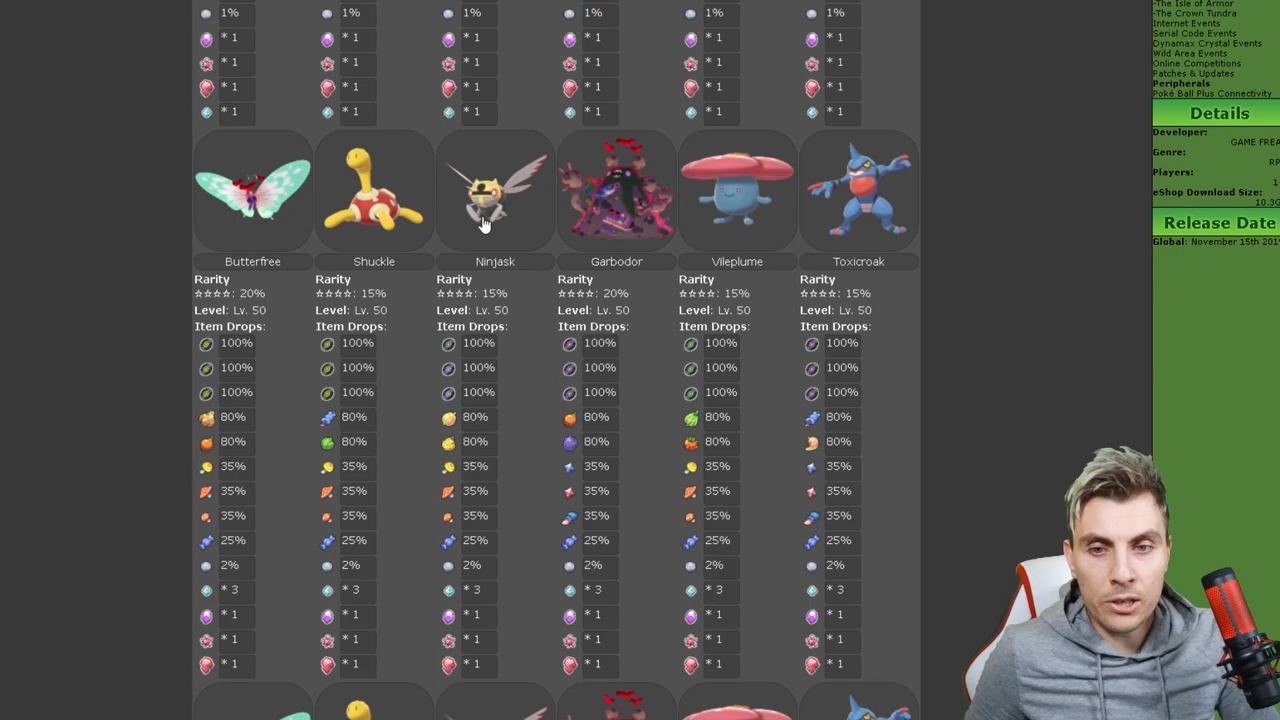 1% 1% 1% 1% 1% 1%
* 1 * 1 * 1 * 1 * 1 * 1
* 1 * 1 * 1 * 1 * 1 * 1
* 1 * 1 * 1 * 1 * 1 * 1
* 1 * 1 * 1 * 1 * 1 * 1
Butterfree Shuckle Ninjask Garbodor Vileplume Toxicroak
Rarity Rarity Rarity Rarity Rarity Rarity
☆☆☆☆: 20% ☆☆☆☆: 15% ☆☆☆☆: 15% ☆☆☆☆: 20% ☆☆☆☆: 15% ☆☆☆☆: 15%
Level: Lv. 50 Level: Lv. 50 Level: Lv. 50 Level: Lv. 50 Level: Lv. 50 Level: Lv. 50
Item Drops: Item Drops: Item Drops: Item Drops: Item Drops: Item Drops:
100% 100% 100% 100% 100% 100%
100% 100% 100% 100% 100% 100%
100% 100% 100% 100% 100% 100%
80% 80% 80% 80% 80% 80%
80% 80% 80% 80% 80% 80%
35% 35% 35% 35% 35% 35%
35% 35% 35% 35% 35% 35%
35% 35% 35% 35% 35% 35%
25% 25% 25% 25% 25% 25%
2% 2% 2% 2% 2% 2%
* 3 * 3 * 3 * 3 * 3 * 3
* 1 * 1 * 1 * 1 * 1 * 1
* 1 * 1 * 1 * 1 * 1 * 1
* 1 * 1 * 1 * 1 * 1 * 1
-The Isle of Armor
-The Crown Tundra
Internet Events
Serial Code Events
Dynamax Crystal Events
Wild Area Events
Online Competitions
Patches & Updates
Peripherals
Poké Ball Plus Connectivity
Details
Developer:
GAME FREA
Genre:
RP
Players:
1-
eShop Download Size:
10.3G
Release Date
Global: November 15th 201